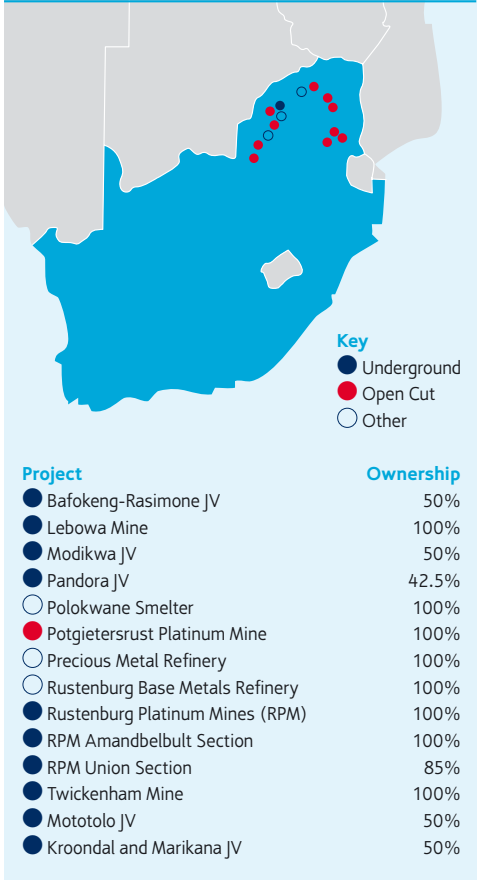 Key
Underground
Open Cut
Other
Project Ownership
Bafokeng-Rasimone JV 50%
Lebowa Mine 100%
Modikwa JV 50%
Pandora JV 42.5%
Polokwane Smelter 100%
Potgietersrust Platinum Mine 100%
Precious Metal Refinery 100%
Rustenburg Base Metals Refinery 100%
Rustenburg Platinum Mines (RPM) 100%
RPM Amandbelbult Section 100%
RPM Union Section 85%
Twickenham Mine 100%
Mototolo JV 50%
Kroondal and Marikana JV 50%